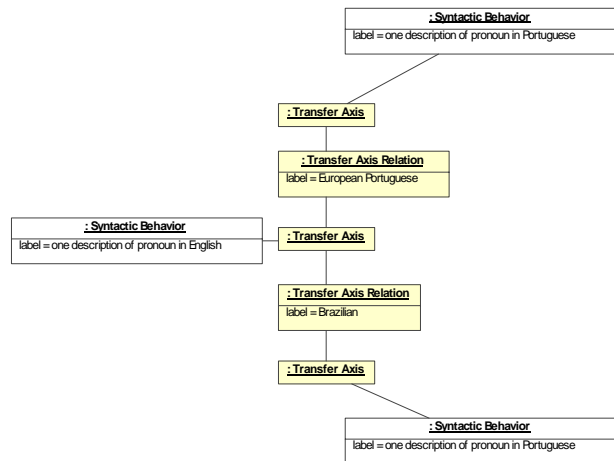 : Syntactic Behavior
label = one description of pronoun in Portuguese
: Transfer Axis
: Transfer Axis Relation
label = European Portuguese
: Syntactic Behavior
label = one description of pronoun in English
: Transfer Axis
: Transfer Axis Relation
label = Brazilian
: Transfer Axis
: Syntactic Behavior
label = one description of pronoun in Portuguese